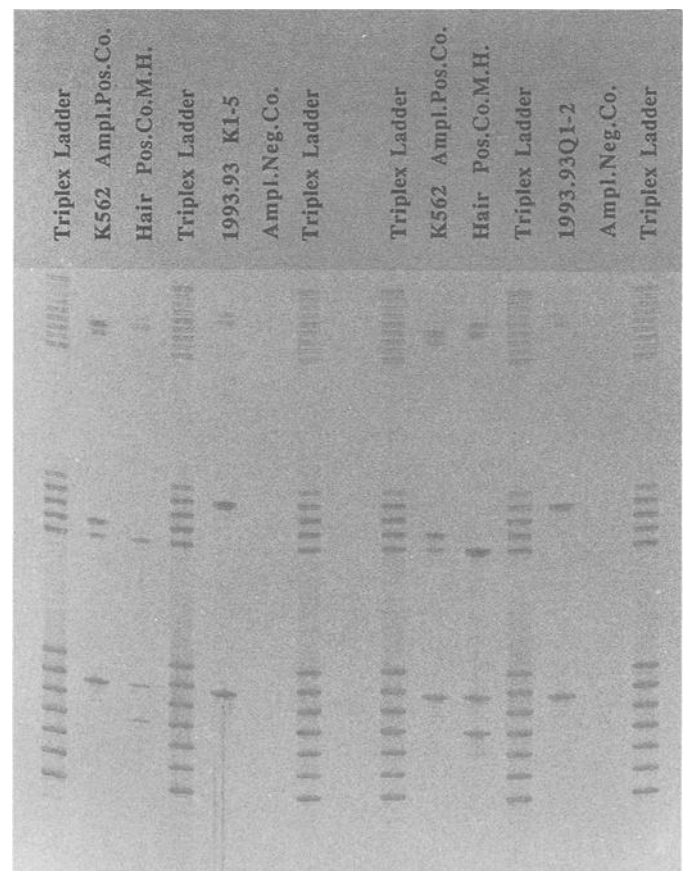 Triplex Ladder
K562 Ampl.Pos.Co.
Hair Pos.Co.M.H.
Triplex Ladder
1993.93 K1-5
Ampl.Neg.Co.
Triplex Ladder
Triplex Ladder
K562 Ampl.Pos.Co.
Hair Pos.Co.M.H.
Triplex Ladder
1993.93Q1-2
Ampl.Neg.Co.
Triplex Ladder